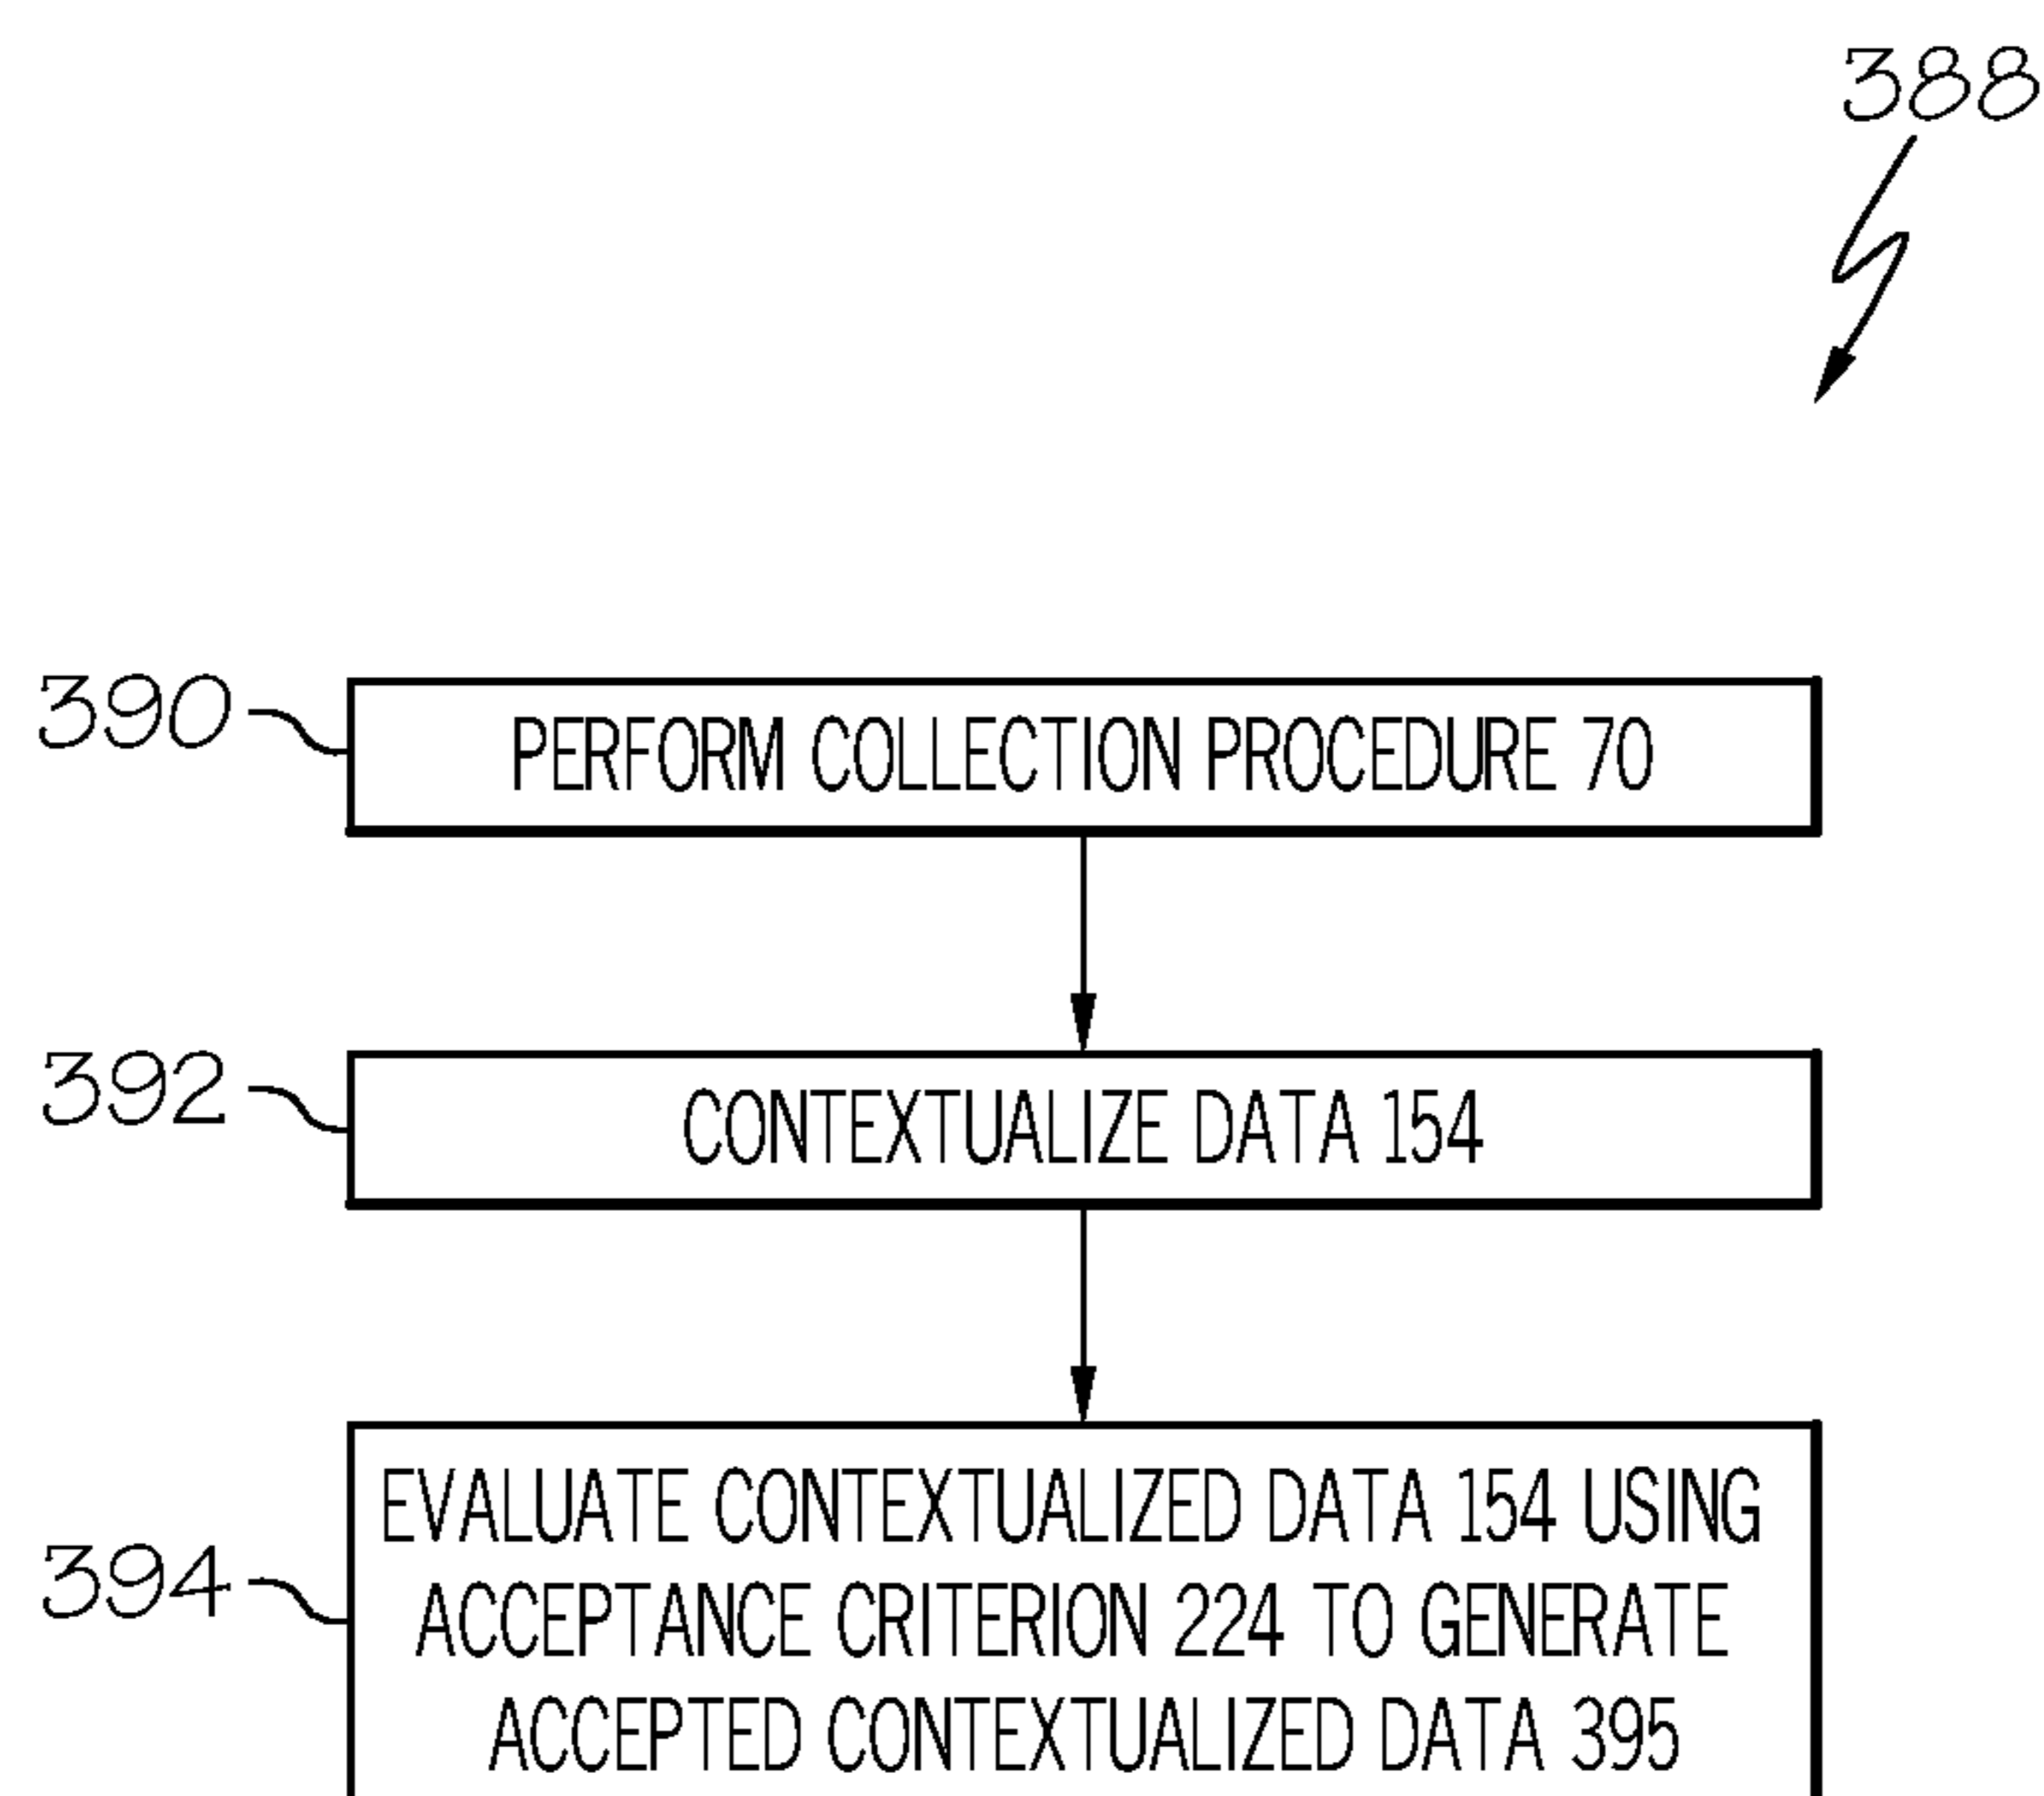 388
390
PERFORM COLLECTION PROCEDURE 70
392
CONTEXTUALIZE DATA 154
394
EVALUATE CONTEXTUALIZED DATA 154 USING
ACCEPTANCE CRITERION 224 TO GENERATE
ACCEPTED CONTEXTUALIZED DATA 395